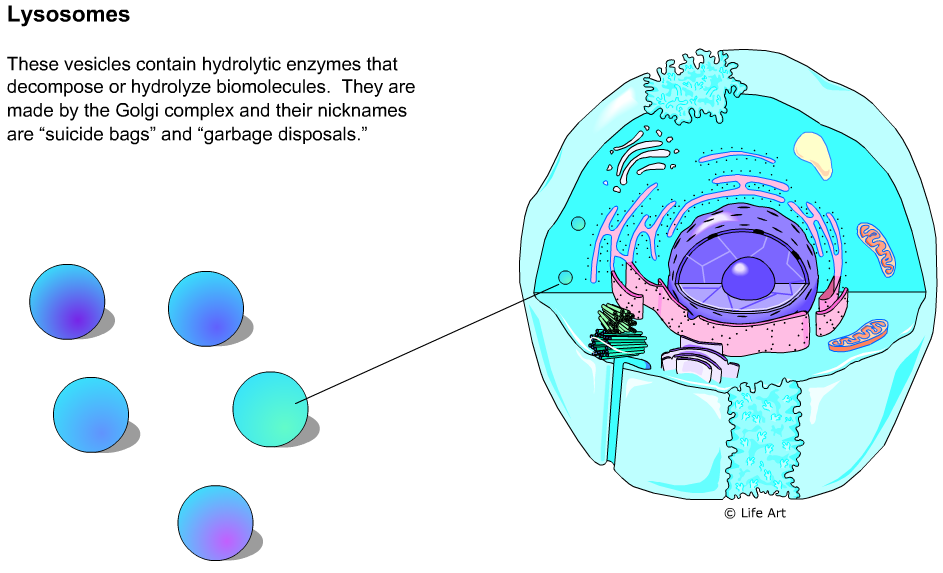 Lysosomes
These vesicles contain hydrolytic enzymes that
decompose or hydrolyze biomolecules.  They are
made by the Golgi complex and their nicknames
are “suicide bags” and “garbage disposals.”
© Life Art